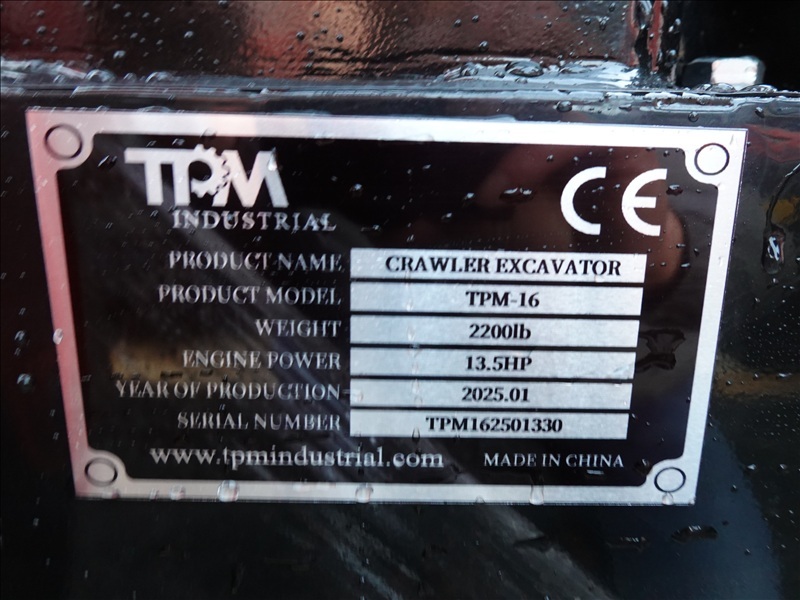 TPM
INDUSTRIAL
CE
PRODUCT NAME CRAWLER EXCAVATOR
PRODUCT MODEL TPM-16
WEIGHT 2200lb
ENGINE POWER 13.5HP
YEAR OF PRODUCTION 2025.01
SERIAL NUMBER TPM162501330
www.tpmindustrial.com MADE IN CHINA